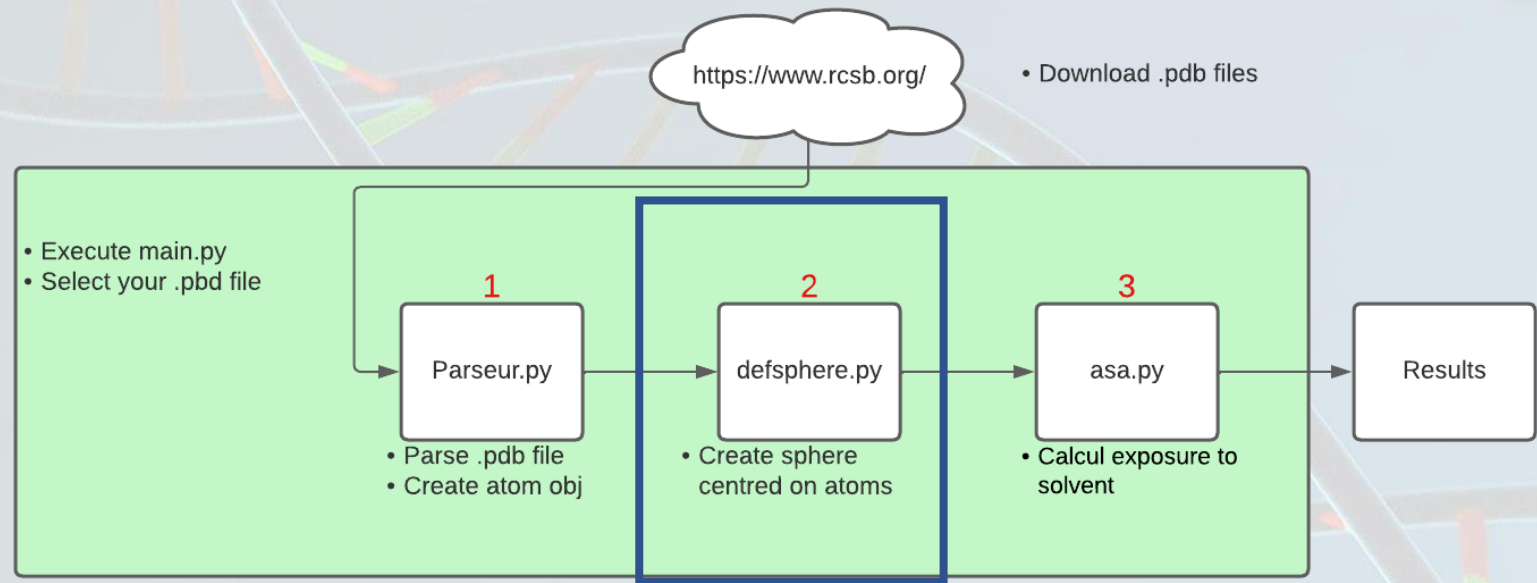 https://www.rcsb.org/
• Download .pdb files
• Execute main.py
• Select your .pbd file
1
2
3
Parseur.py
defsphere.py
asa.py
Results
• Parse .pdb file
• Create atom obj
• Create sphere
centred on atoms
• Calcul exposure to
solvent